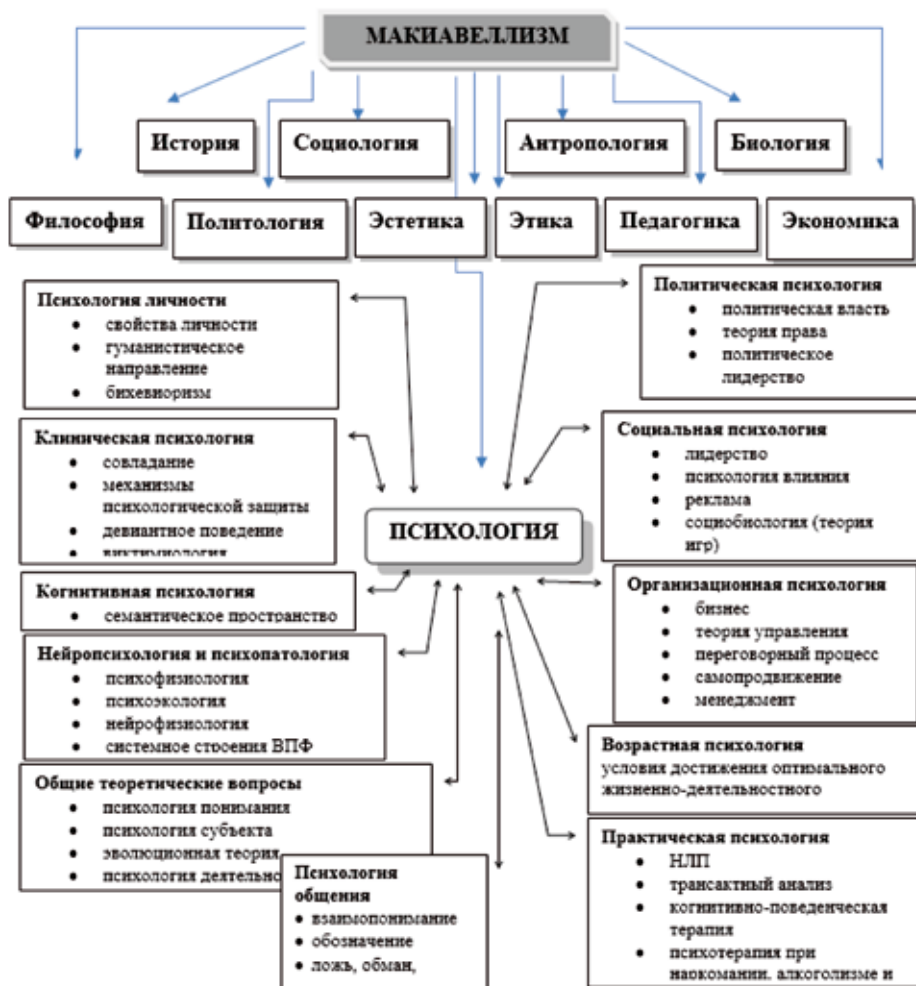 МАКИАВЕЛЛИЗМ
История
Социология
Антропология
Биология
Философия
Политология
Эстетика
Этика
Педагогика
Экономика
Психология личности
● свойства личности
● гуманистическое
направление
● бихевиоризм
Политическая психология
● политическая власть
● теория права
● политическое
лидерство
Клиническая психология
● совладание
● механизмы
психологической защиты
● девиантное поведение
● виктимиология
Социальная психология
● лидерство
● психология влияния
● реклама
● социобиология (теория
игр)
ПСИХОЛОГИЯ
Когнитивная психология
● семантическое пространство
Организационная психология
● бизнес
● теория управления
● переговорный процесс
● самопродвижение
● менеджмент
Нейропсихология и психопатология
● психофизиология
● психоэкология
● нейрофизиология
● системное строения ВПФ
Возрастная психология
условия достижения оптимального
жизненно-деятельностного
Общие теоретические вопросы
● психология понимания
● психология субъекта
● эволюционная теория
● психология
Психология
общения
● взаимопонимание
● обозначение
● ложь, обман,
Практическая психология
● НЛП
● трансактный анализ
● когнитивно-поведенческая
терапия
● психотерапия при
наркомании, алкоголизме и